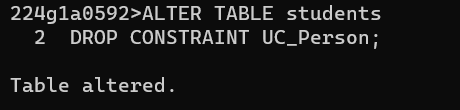 224g1a0592>ALTER TABLE students
  2  DROP CONSTRAINT UC_Person;
Table altered.